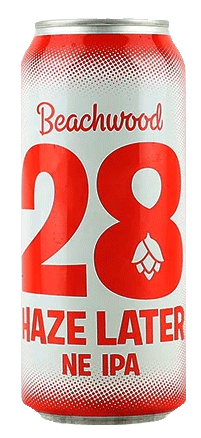 Beachwood
28
HAZE LATER
NE IPA